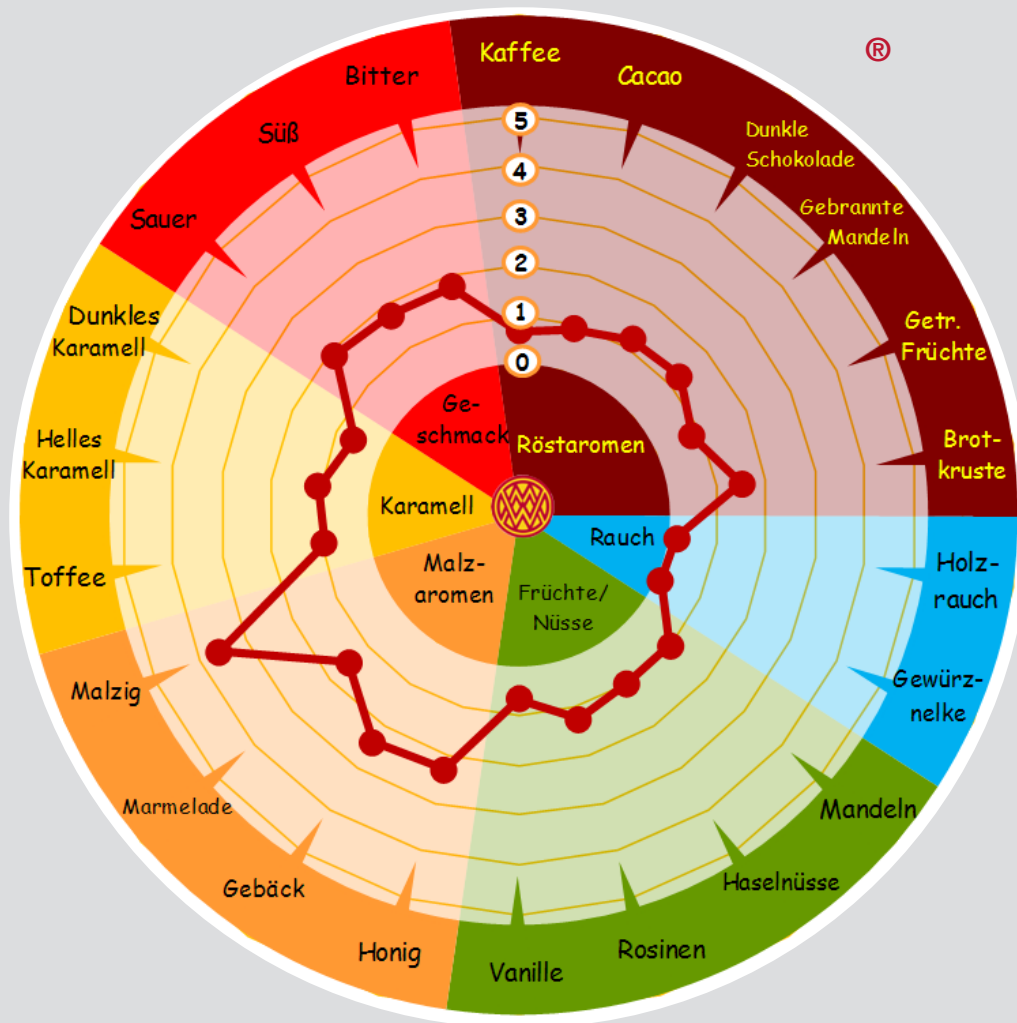 ®
Kaffee
Cacao
Dunkle
Schokolade
Gebrannte
Mandeln
Getr.
Früchte
Brot-
kruste
Holz-
rauch
Gewürz-
nelke
Mandeln
Haselnüsse
Rosinen
Vanille
Honig
Gebäck
Marmelade
Malzig
Toffee
Helles
Karamell
Dunkles
Karamell
Sauer
Süß
Bitter
5
4
3
2
1
0
Ge-
schmack
Röstaromen
Karamell
Rauch
Malz-
aromen
Früchte/
Nüsse